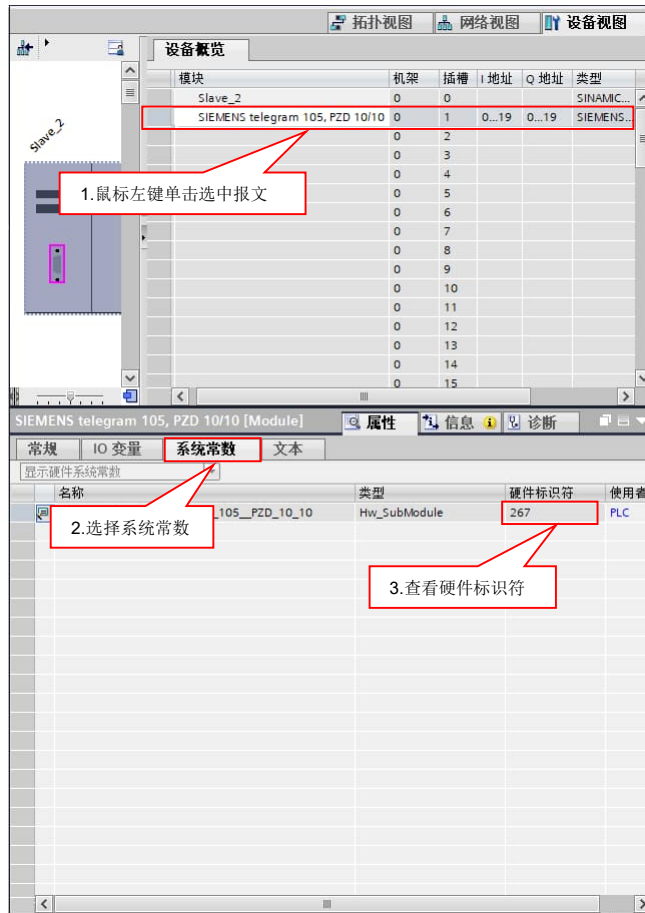 拓扑视图 网络视图 设备视图
设备概览
模块 机架 插槽 I 地址 Q 地址 类型
Slave_2 0 0 SINAMIC...
SIEMENS telegram 105, PZD 10/10 0 1 0...19 0...19 SIEMENS...
0 2
0 3
0 4
0 5
0 6
0 7
0 8
0 9
0 10
0 11
0 12
0 13
0 14
0 15
Slave_2
1.鼠标左键单击选中报文
SIEMENS telegram 105, PZD 10/10 [Module] 属性 信息 诊断
常规 IO 变量 系统常数 文本
显示硬件系统常数
名称 类型 硬件标识符 使用者
_105__PZD_10_10 Hw_SubModule 267 PLC
2.选择系统常数
3.查看硬件标识符